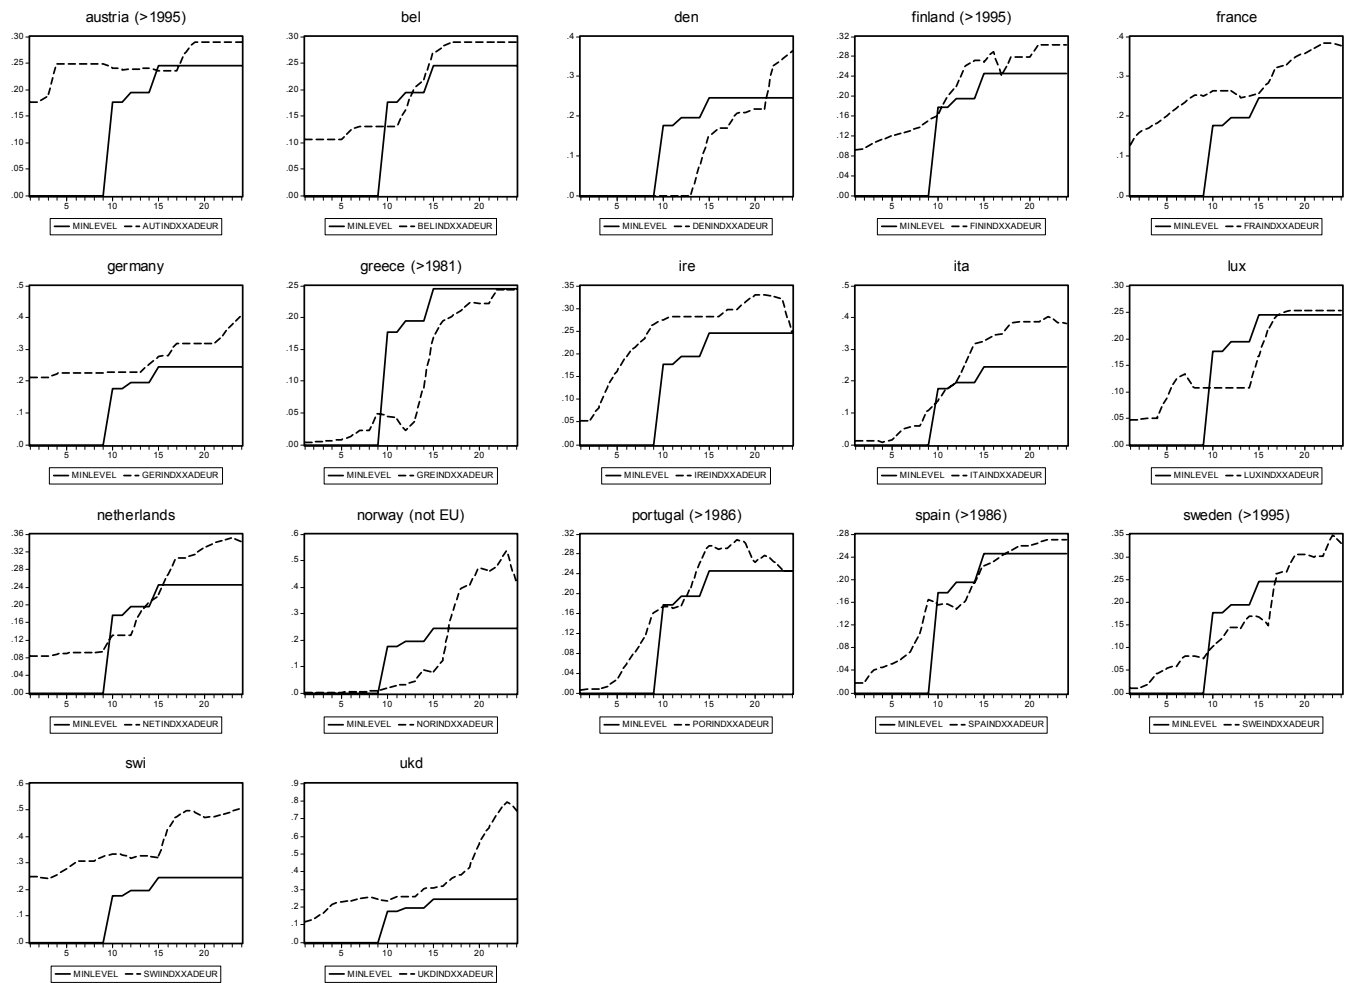 austria (>1995)
bel
den
finland (>1995)
france
.30
.25
.20
.15
.10
.05
.00
5 10 15 20
MINLEVEL AUTINDXXADEUR
.30
.25
.20
.15
.10
.05
.00
5 10 15 20
MINLEVEL BELINDXXADEUR
.4
.3
.2
.1
.0
5 10 15 20
MINLEVEL DENINDXXADEUR
.32
.28
.24
.20
.16
.12
.08
.04
.00
5 10 15 20
MINLEVEL FININDXXADEUR
.4
.3
.2
.1
.0
5 10 15 20
MINLEVEL FRAINDXXADEUR
germany
greece (>1981)
ire
ita
lux
.5
.4
.3
.2
.1
.0
5 10 15 20
MINLEVEL GERINDXXADEUR
.25
.20
.15
.10
.05
.00
5 10 15 20
MINLEVEL GREINDXXADEUR
.35
.30
.25
.20
.15
.10
.05
.00
5 10 15 20
MINLEVEL IREINDXXADEUR
.5
.4
.3
.2
.1
.0
5 10 15 20
MINLEVEL ITAINDXXADEUR
.30
.25
.20
.15
.10
.05
.00
5 10 15 20
MINLEVEL LUXINDXXADEUR
netherlands
norway (not EU)
portugal (>1986)
spain (>1986)
sweden (>1995)
.36
.32
.28
.24
.20
.16
.12
.08
.04
.00
5 10 15 20
MINLEVEL NETINDXXADEUR
.6
.5
.4
.3
.2
.1
.0
5 10 15 20
MINLEVEL NORINDXXADEUR
.32
.28
.24
.20
.16
.12
.08
.04
.00
5 10 15 20
MINLEVEL PORINDXXADEUR
.28
.24
.20
.16
.12
.08
.04
.00
5 10 15 20
MINLEVEL SPAINDXXADEUR
.35
.30
.25
.20
.15
.10
.05
.00
5 10 15 20
MINLEVEL SWEINDXXADEUR
swi
ukd
.6
.5
.4
.3
.2
.1
.0
5 10 15 20
MINLEVEL SWIINDXXADEUR
.9
.8
.7
.6
.5
.4
.3
.2
.1
.0
5 10 15 20
MINLEVEL UKDINDXXADEUR